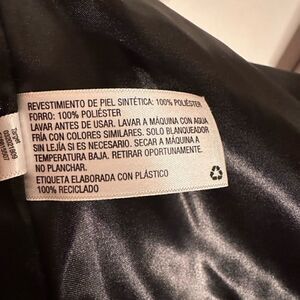 REVESTIMIENTO DE PIEL SINTÉTICA: 100% POLIÉSTER
FORRO: 100% POLIÉSTER
LAVAR ANTES DE USAR. LAVAR A MÁQUINA CON AGUA
FRÍA CON COLORES SIMILARES. SOLO BLANQUEADOR
SIN LEJÍA SI ES NECESARIO. SECAR A MÁQUINA A
TEMPERATURA BAJA. RETIRAR OPORTUNAMENTE.
NO PLANCHAR.
ETIQUETA ELABORADA CON PLÁSTICO
100% RECICLADO